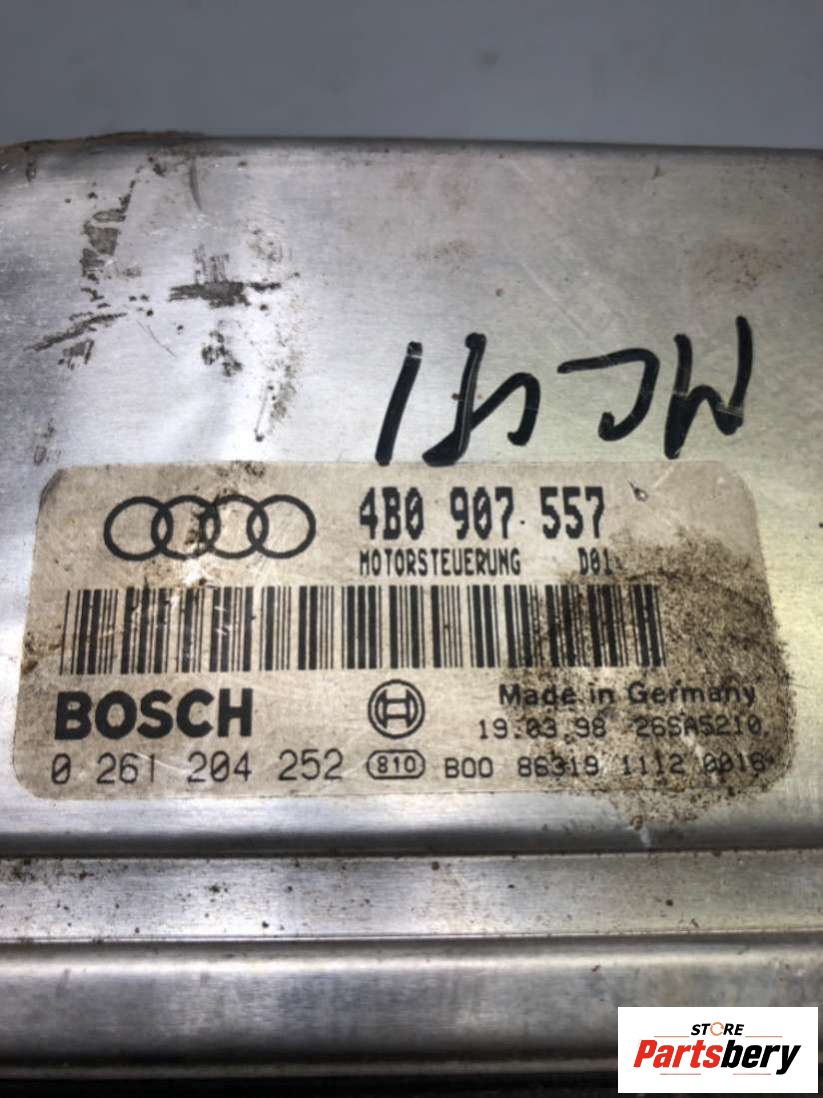 4B0 907 557
MOTORSTEUERUNG D01
BOSCH
Made in Germany
19.03.98 26SA5210
0 261 204 252 810 B00 86319 1112 0016
STORE
Partsbery